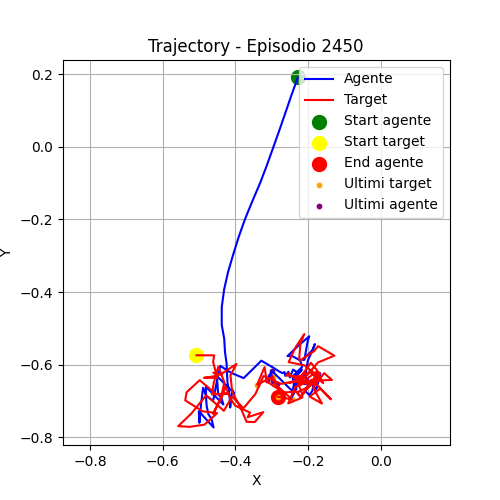 Trajectory - Episodio 2450
Agente
Target
Start agente
Start target
End agente
Ultimi target
Ultimi agente
0.2
0.0
−0.2
−0.4
−0.6
−0.8
Y
−0.8 −0.6 −0.4 −0.2 0.0
X